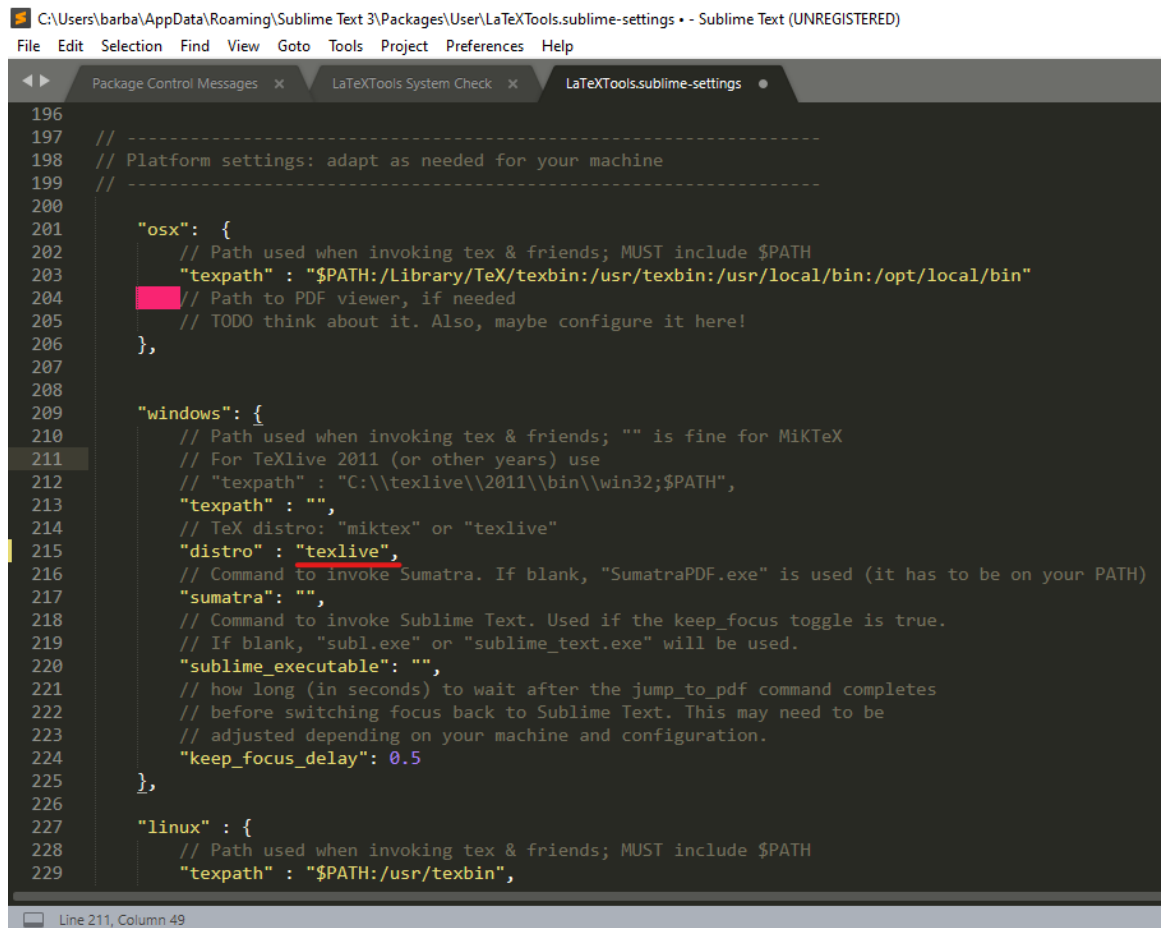 C:\Users\barba\AppData\Roaming\Sublime Text 3\Packages\User\LaTeXTools.sublime-settings • - Sublime Text (UNREGISTERED)
File Edit Selection Find View Goto Tools Project Preferences Help
Package Control Messages × LaTeXTools System Check × LaTeXTools.sublime-settings ●
196
197 // ------------------------------------------------------------------
198 // Platform settings: adapt as needed for your machine
199 // ------------------------------------------------------------------
200
201 "osx": {
202 // Path used when invoking tex & friends; MUST include $PATH
203 "texpath" : "$PATH:/Library/TeX/texbin:/usr/texbin:/usr/local/bin:/opt/local/bin"
204 // Path to PDF viewer, if needed
205 // TODO think about it. Also, maybe configure it here!
206 },
207
208
209 "windows": {
210 // Path used when invoking tex & friends; "" is fine for MiKTeX
211 // For TeXlive 2011 (or other years) use
212 // "texpath" : "C:\\texlive\\2011\\bin\\win32;$PATH",
213 "texpath" : "",
214 // TeX distro: "miktex" or "texlive"
215 "distro" : "texlive",
216 // Command to invoke Sumatra. If blank, "SumatraPDF.exe" is used (it has to be on your PATH)
217 "sumatra": "",
218 // Command to invoke Sublime Text. Used if the keep_focus toggle is true.
219 // If blank, "subl.exe" or "sublime_text.exe" will be used.
220 "sublime_executable": "",
221 // how long (in seconds) to wait after the jump_to_pdf command completes
222 // before switching focus back to Sublime Text. This may need to be
223 // adjusted depending on your machine and configuration.
224 "keep_focus_delay": 0.5
225 },
226
227 "linux" : {
228 // Path used when invoking tex & friends; MUST include $PATH
229 "texpath" : "$PATH:/usr/texbin",
Line 211, Column 49